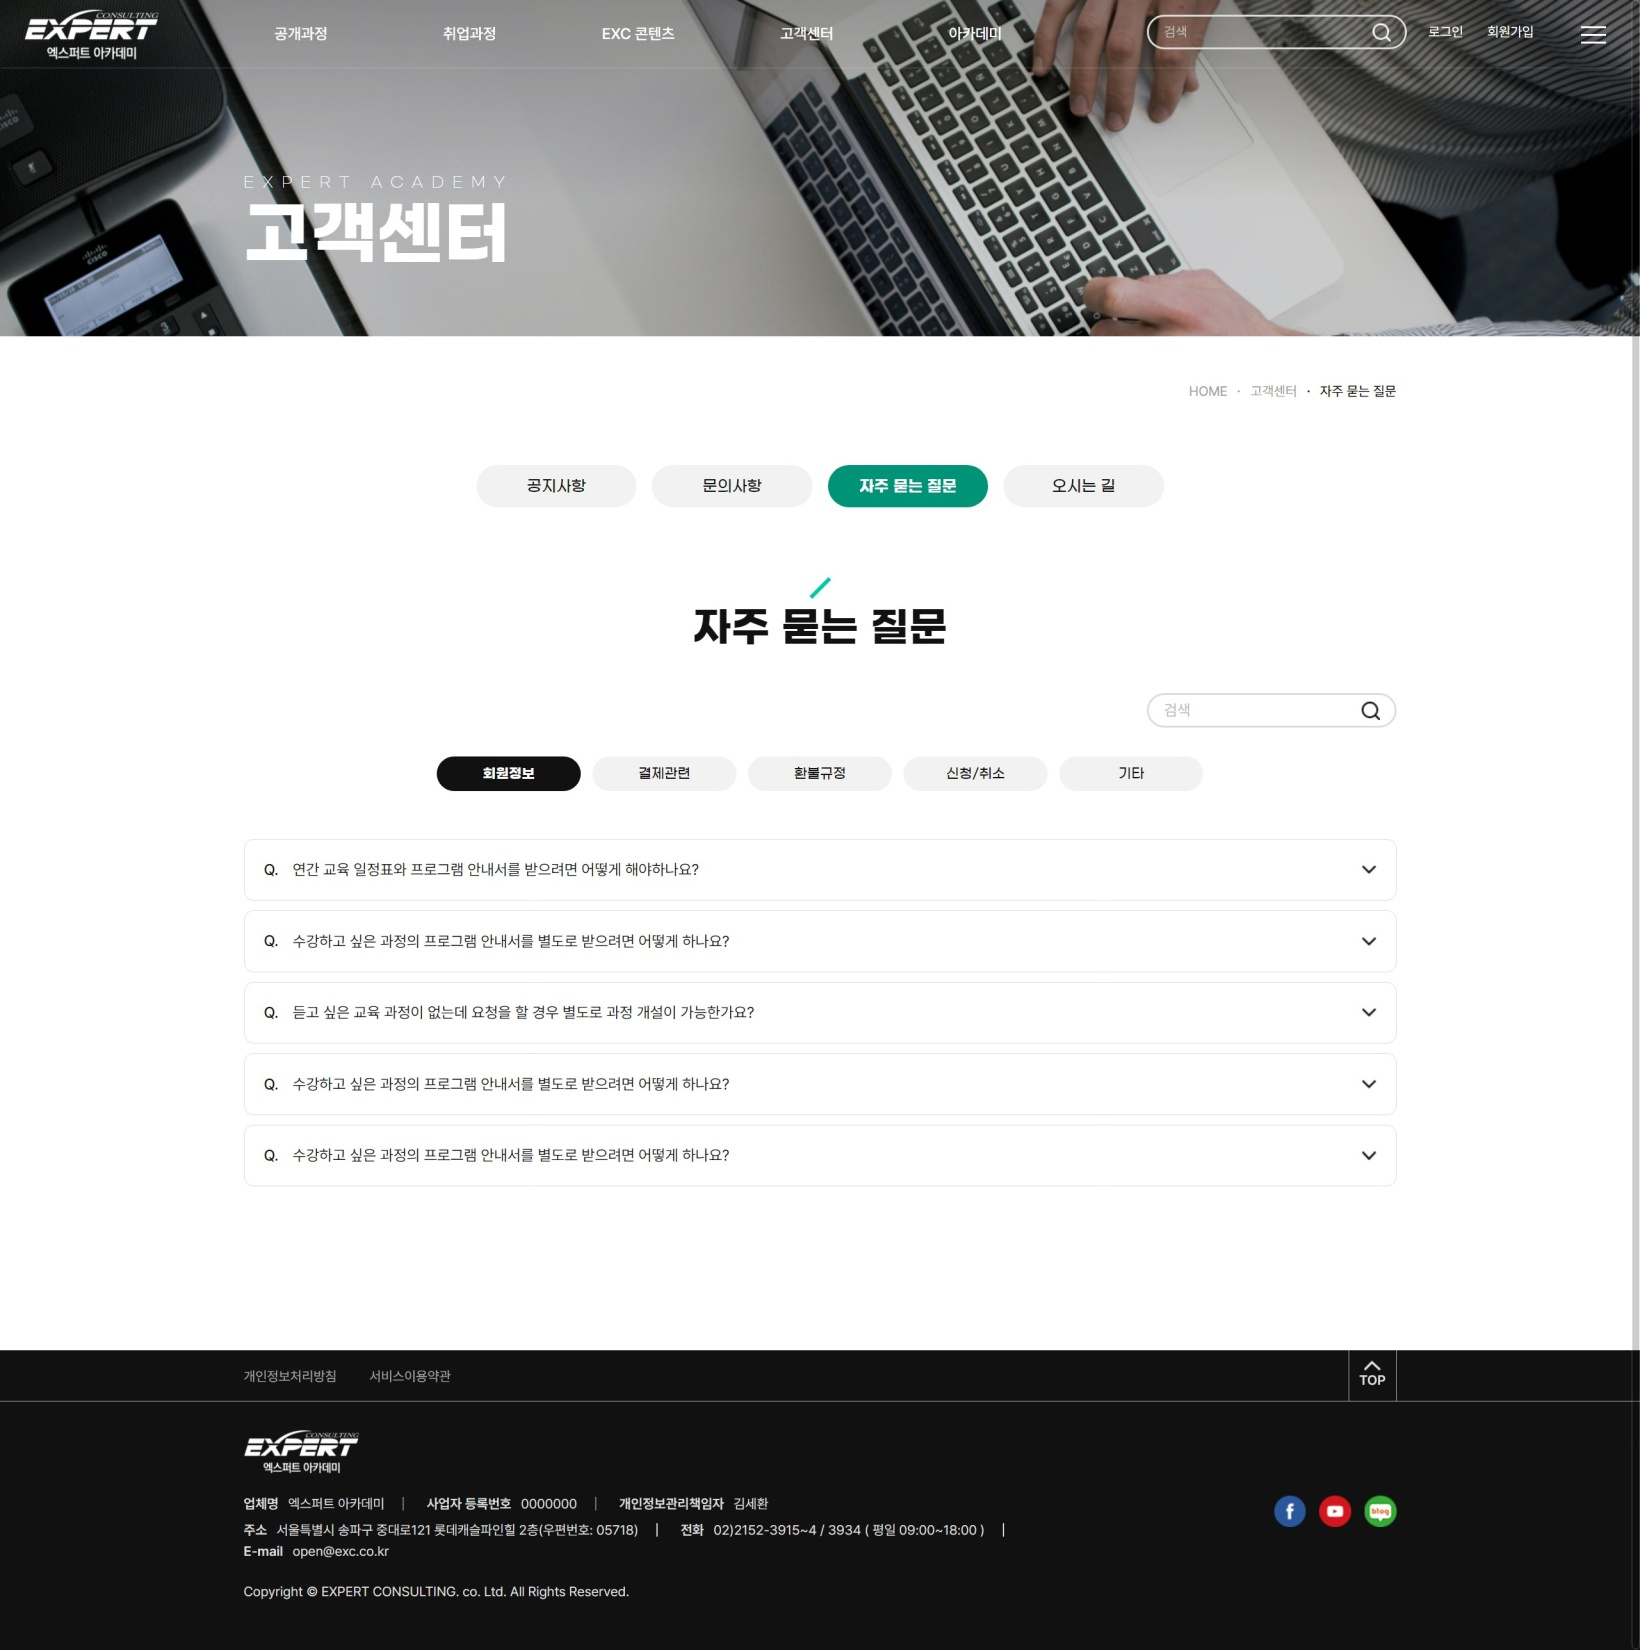 CONSULTING
EXPERT
엑스퍼트 아카데미
공개과정
취업과정
EXC 콘텐츠
고객센터
아카데미
검색
로그인
회원가입
EXPERT ACADEMY
고객센터
HOME · 고객센터 · 자주 묻는 질문
공지사항
문의사항
자주 묻는 질문
오시는 길
자주 묻는 질문
검색
회원정보
결제관련
환불규정
신청/취소
기타
Q. 연간 교육 일정표와 프로그램 안내서를 받으려면 어떻게 해야하나요?
Q. 수강하고 싶은 과정의 프로그램 안내서를 별도로 받으려면 어떻게 하나요?
Q. 듣고 싶은 교육 과정이 없는데 요청을 할 경우 별도로 과정 개설이 가능한가요?
Q. 수강하고 싶은 과정의 프로그램 안내서를 별도로 받으려면 어떻게 하나요?
Q. 수강하고 싶은 과정의 프로그램 안내서를 별도로 받으려면 어떻게 하나요?
개인정보처리방침
서비스이용약관
TOP
CONSULTING
EXPERT
엑스퍼트 아카데미
업체명 엑스퍼트 아카데미 | 사업자 등록번호 0000000 | 개인정보관리책임자 김세환
주소 서울특별시 송파구 중대로121 롯데캐슬파인힐 2층(우편번호: 05718) | 전화 02)2152-3915~4 / 3934 ( 평일 09:00~18:00 ) |
E-mail open@exc.co.kr
blog
Copyright © EXPERT CONSULTING. co. Ltd. All Rights Reserved.